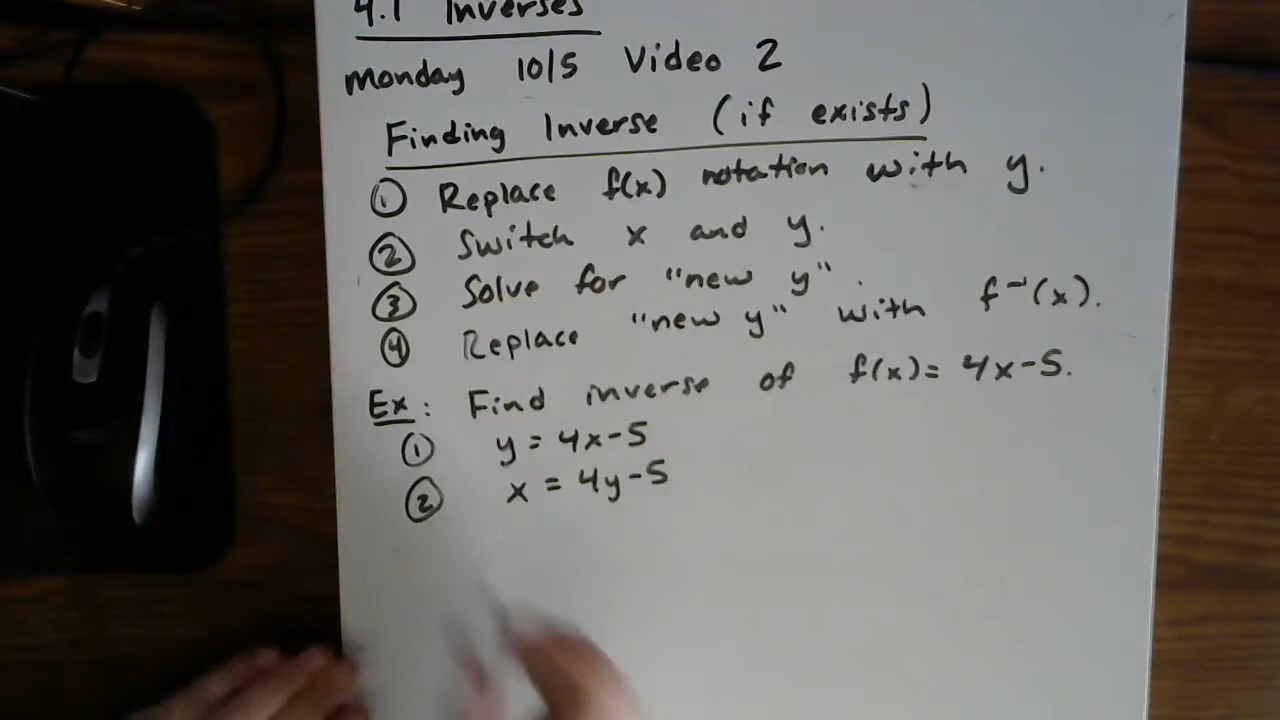 4.1 Inverses
Monday 10/5 Video 2
Finding Inverse (if exists)
① Replace f(x) notation with y.
② Switch x and y.
③ Solve for "new y".
④ Replace "new y" with f⁻¹(x).
Ex: Find inverse of f(x)= 4x-5.
① y = 4x-5
② x = 4y-5